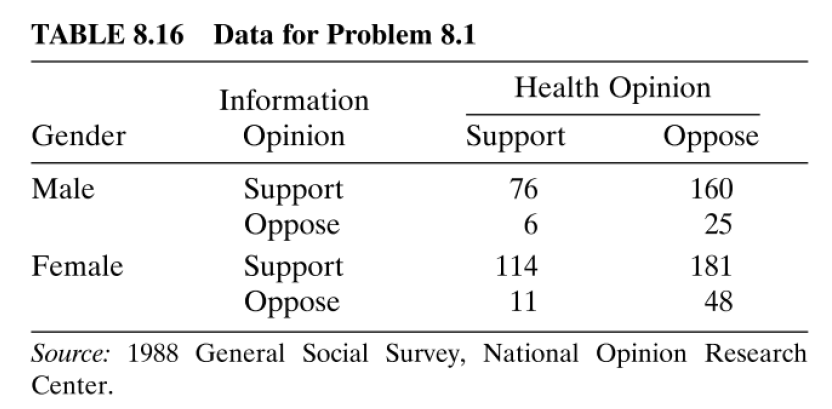 TABLE 8.16 Data for Problem 8.1
Health Opinion
Information
Gender Opinion Support Oppose
Male Support 76 160
Oppose 6 25
Female Support 114 181
Oppose 11 48
Source: 1988 General Social Survey, National Opinion Research
Center.